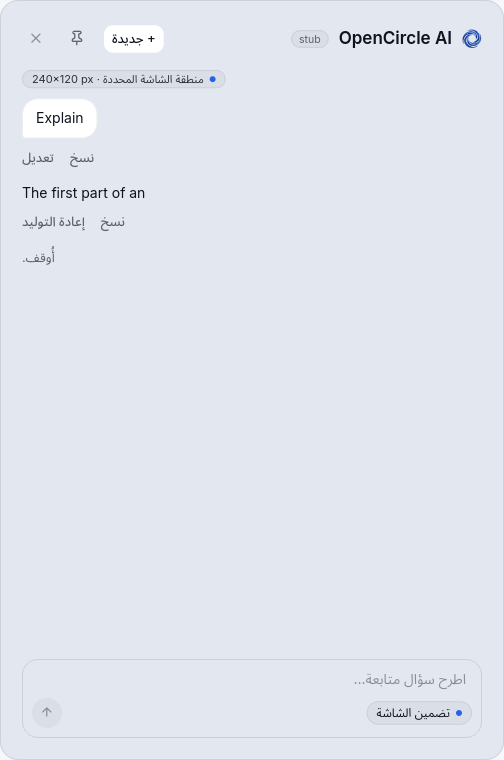 OpenCircle AI stub + جديدة
منطقة الشاشة المحددة · 240×120 px
Explain
نسخ تعديل
The first part of an
نسخ إعادة التوليد
أُوقف.
اطرح سؤال متابعة...
تضمين الشاشة